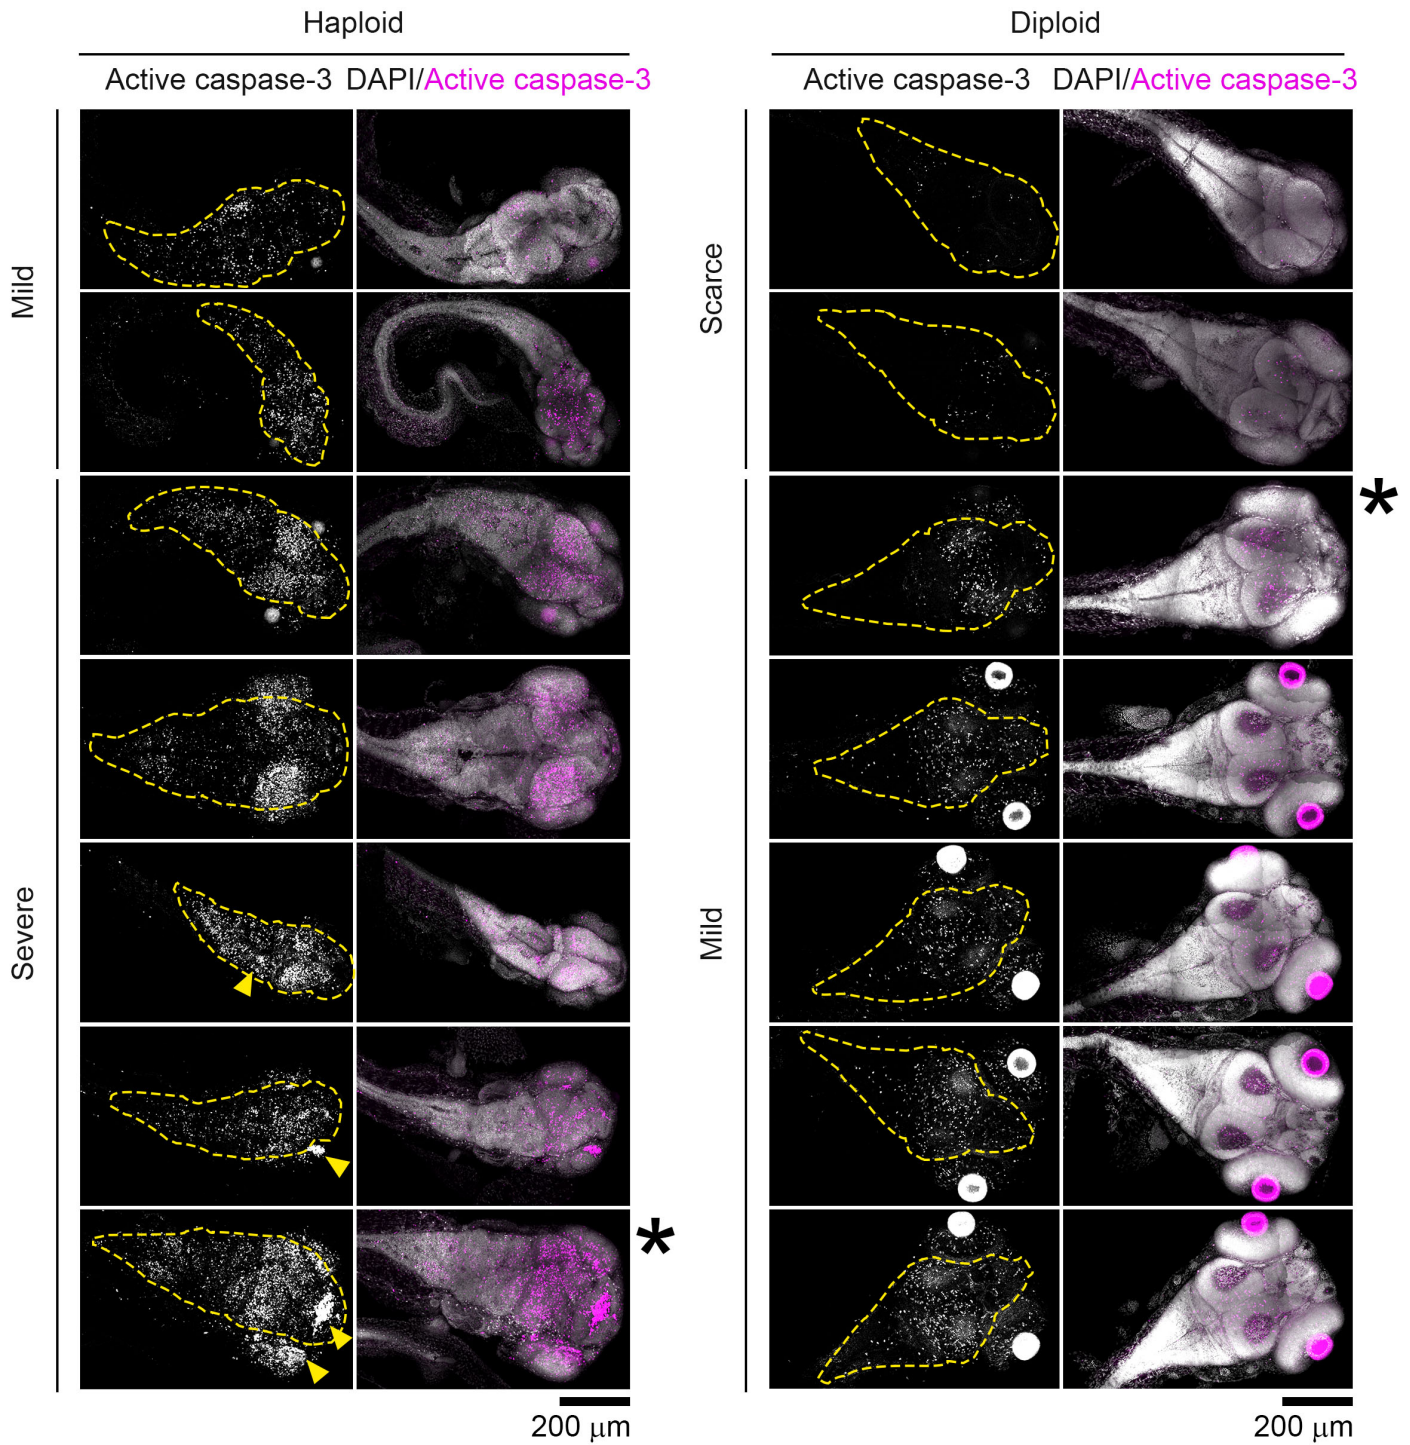 Haploid
Diploid
Active caspase-3 DAPI/Active caspase-3
Active caspase-3 DAPI/Active caspase-3
Mild
Severe
Scarce
Mild
*
*
200 μm
200 μm